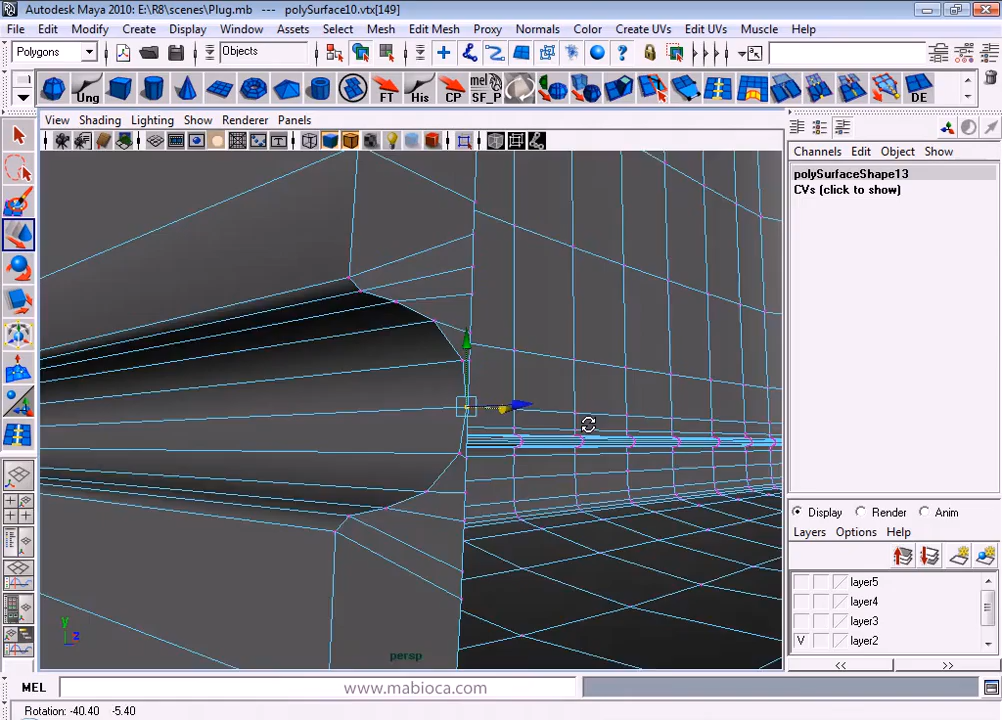 Autodesk Maya 2010: E:\R8\scenes\Plug.mb --- polySurface10.vtx[149]
File Edit Modify Create Display Window Assets Select Mesh Edit Mesh Proxy Normals Color Create UVs Edit UVs Muscle Help
Polygons Objects
Ung FT His CP mel SF_P DE
View Shading Lighting Show Renderer Panels
Channels Edit Object Show
polySurfaceShape13
CVs (click to show)
Display Render Anim
Layers Options Help
layer5
layer4
layer3
V layer2
<< >>
y
z
persp
MEL www.mabioca.com
Rotation: -40.40 -5.40